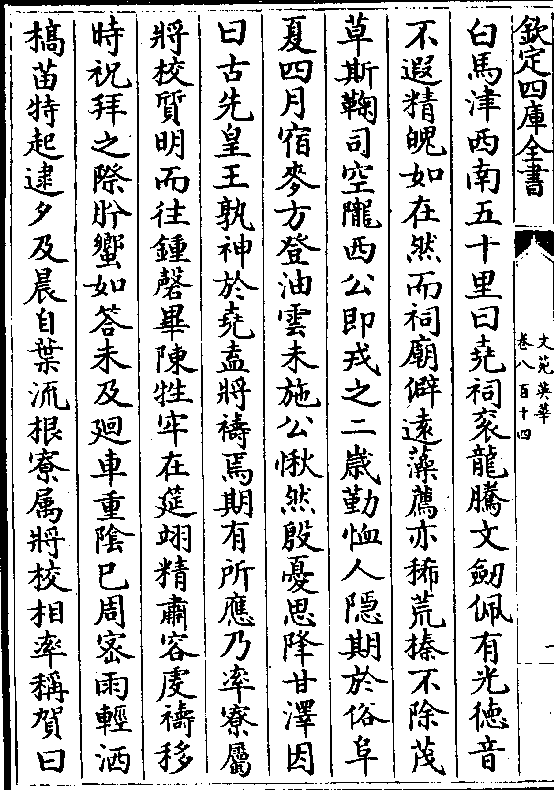 欽定四庫全書
文苑英華
卷八百十四
白馬津西南五十里曰堯祠衮龍騰文劒佩有光德音
不遐精魄如在然而祠廟僻遠藻薦亦稀荒榛不除茂
草斯鞠司空隴西公即戎之二歲勤恤人隱期於俗阜
夏四月宿麥方登油雲未施公愀然殷憂思降甘澤因
曰古先皇王孰神於堯盍將禱焉期有所應乃率寮屬
將校質明而往鍾磬畢陳牲牢在筵翊精肅容虔禱移
時祝拜之際肸蠁如答未及廻車重隂已周宻雨輕洒
槁苗特起逮夕及晨自葉流根寮属將校相率稱賀曰